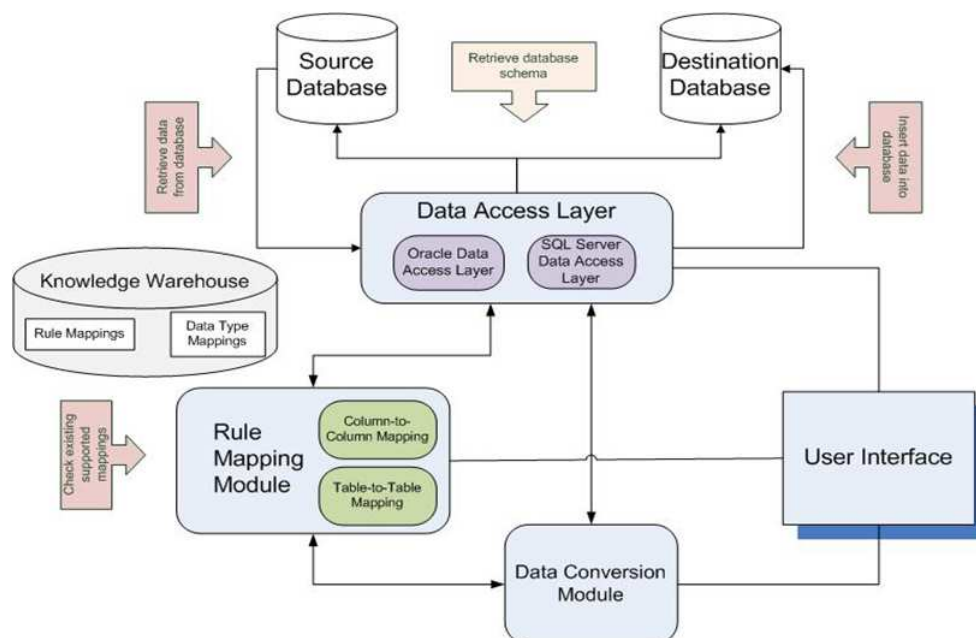 Source
Database
Retrieve database
schema
Destination
Database
Retrieve data
from database
Insert data into
database
Data Access Layer
Oracle Data
Access Layer
SQL Server
Data Access
Layer
Knowledge Warehouse
Rule Mappings
Data Type
Mappings
Check existing
supported
mappings
Rule
Mapping
Module
Column-to-
Column Mapping
Table-to-Table
Mapping
User Interface
Data Conversion
Module